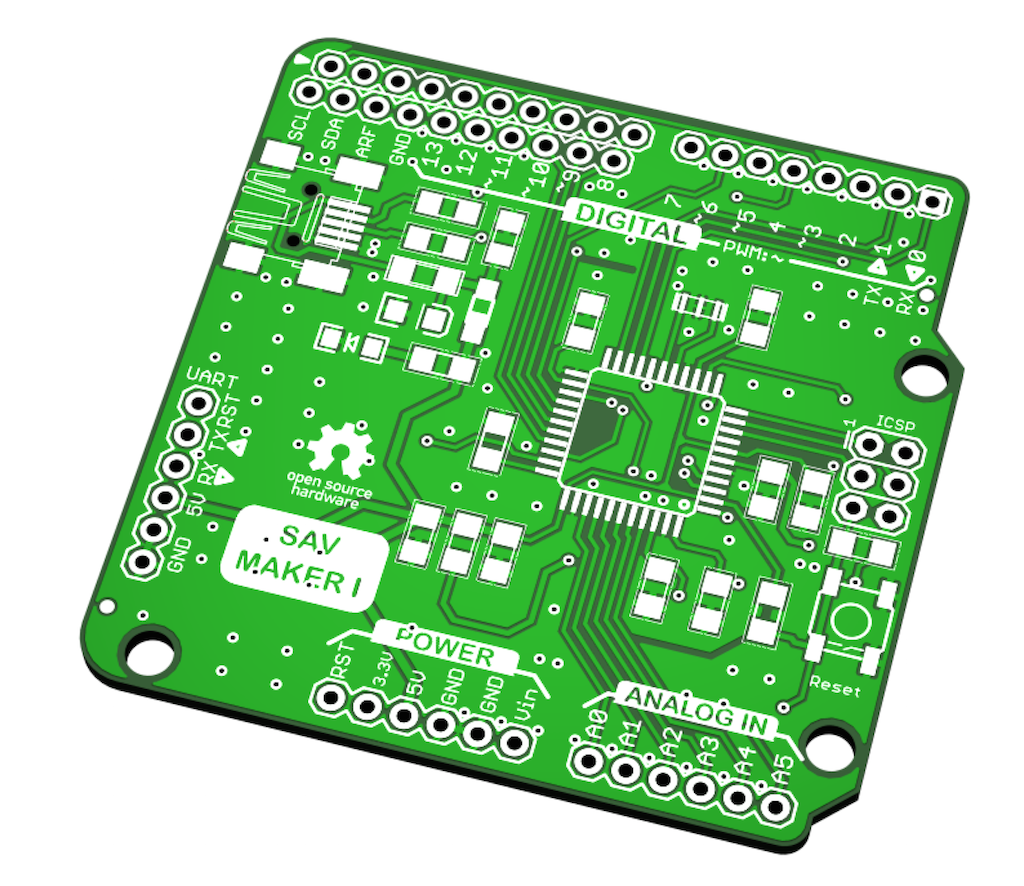 SCL
SDA
ARF
GND
13
12
~11
~10
~9
8
7
~6
~5
4
~3
2
1
0
DIGITAL
PWM:~
TX
RX
UART
RST
TX
RX
5V
GND
1
ICSP
open source
hardware
SAV
MAKER I
POWER
RST
3.3V
5V
GND
GND
Vin
Reset
ANALOG IN
A0
A1
A2
A3
A4
A5